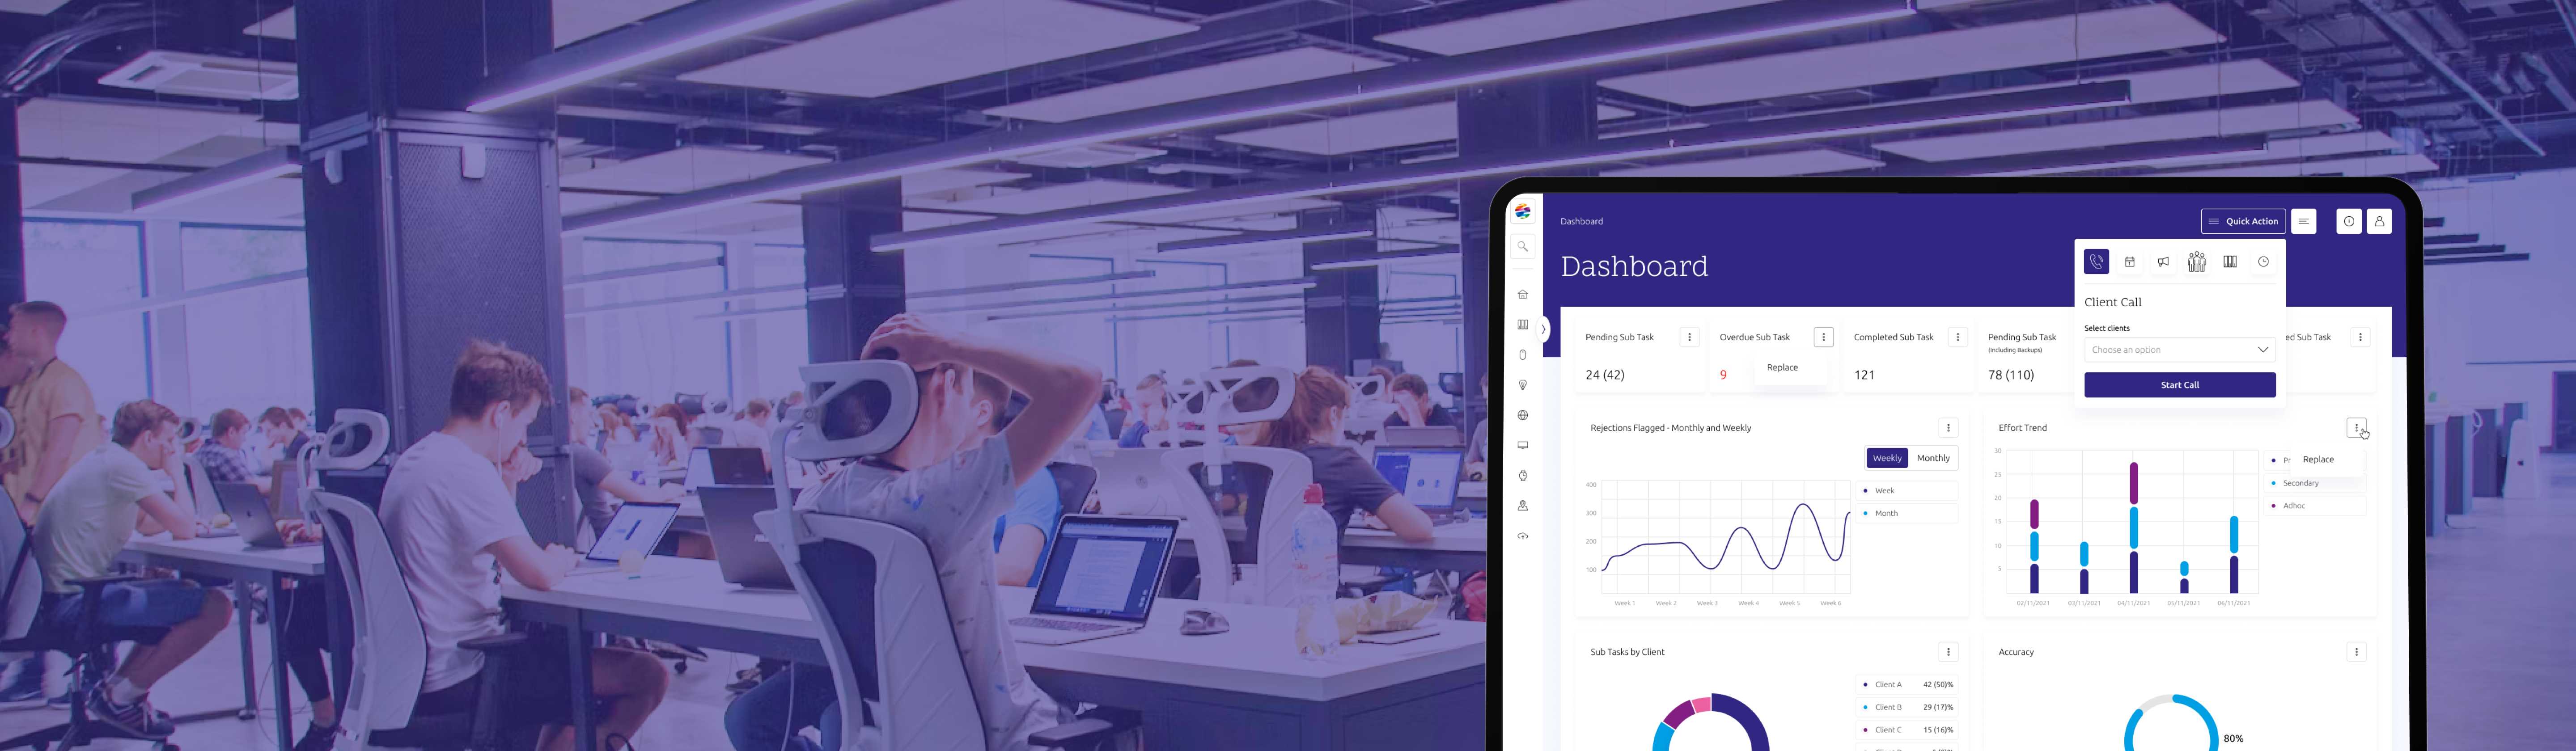 Dashboard
Quick Action
Dashboard
Client Call
Select clients
Choose an option
Start Call
Pending Sub Task
24 (42)
Overdue Sub Task
9
Replace
Completed Sub Task
121
Pending Sub Task
(Including Backups)
78 (110)
ed Sub Task
Rejections Flagged - Monthly and Weekly
Weekly Monthly
Week
Month
400
300
200
100
Week 1 Week 2 Week 3 Week 4 Week 5 Week 6
Effort Trend
Replace
Pr
Secondary
Adhoc
30
25
20
15
10
5
02/11/2021 03/11/2021 04/11/2021 05/11/2021 06/11/2021
Sub Tasks by Client
Client A 42 (50)%
Client B 29 (17)%
Client C 15 (16)%
Accuracy
80%